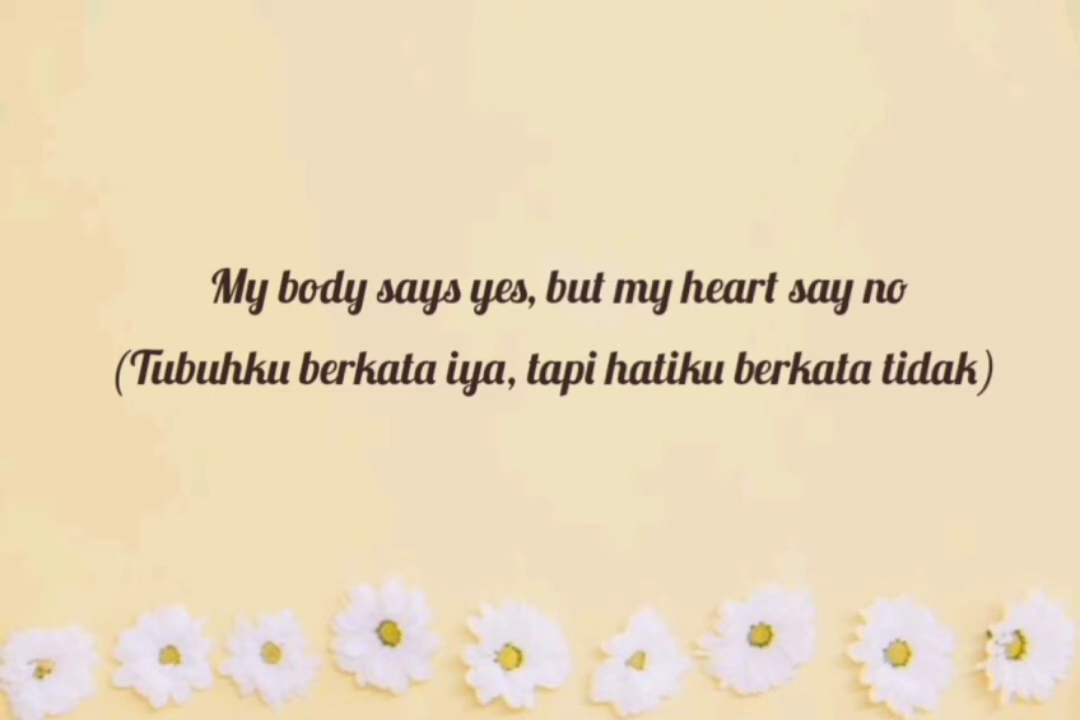 My body says yes, but my heart say no
(Tubuhku berkata iya, tapi hatiku berkata tidak)